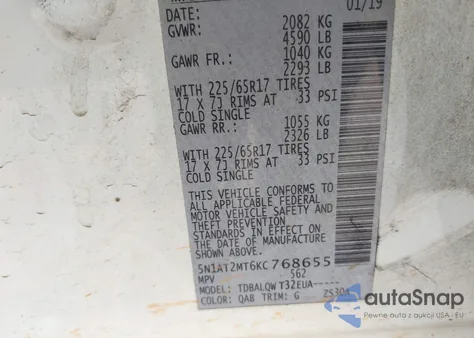 DATE: 01/19
GVWR: 2082 KG
4590 LB
GAWR FR.: 1040 KG
2293 LB
WITH 225/65R17 TIRES
17 X 7J RIMS AT 33 PSI
COLD SINGLE
GAWR RR.: 1055 KG
2326 LB
WITH 225/65R17 TIRES
17 X 7J RIMS AT 33 PSI
COLD SINGLE
THIS VEHICLE CONFORMS TO
ALL APPLICABLE FEDERAL
MOTOR VEHICLE SAFETY AND
THEFT PREVENTION
STANDARDS IN EFFECT ON
THE DATE OF MANUFACTURE
SHOWN ABOVE.
5N1AT2MT6KC768655
MPV 562
MODEL: TDBALQW T32EUA-----
COLOR: QAB TRIM: G ZS304
autoSnap
Pewne auta z aukcji w USA / EU